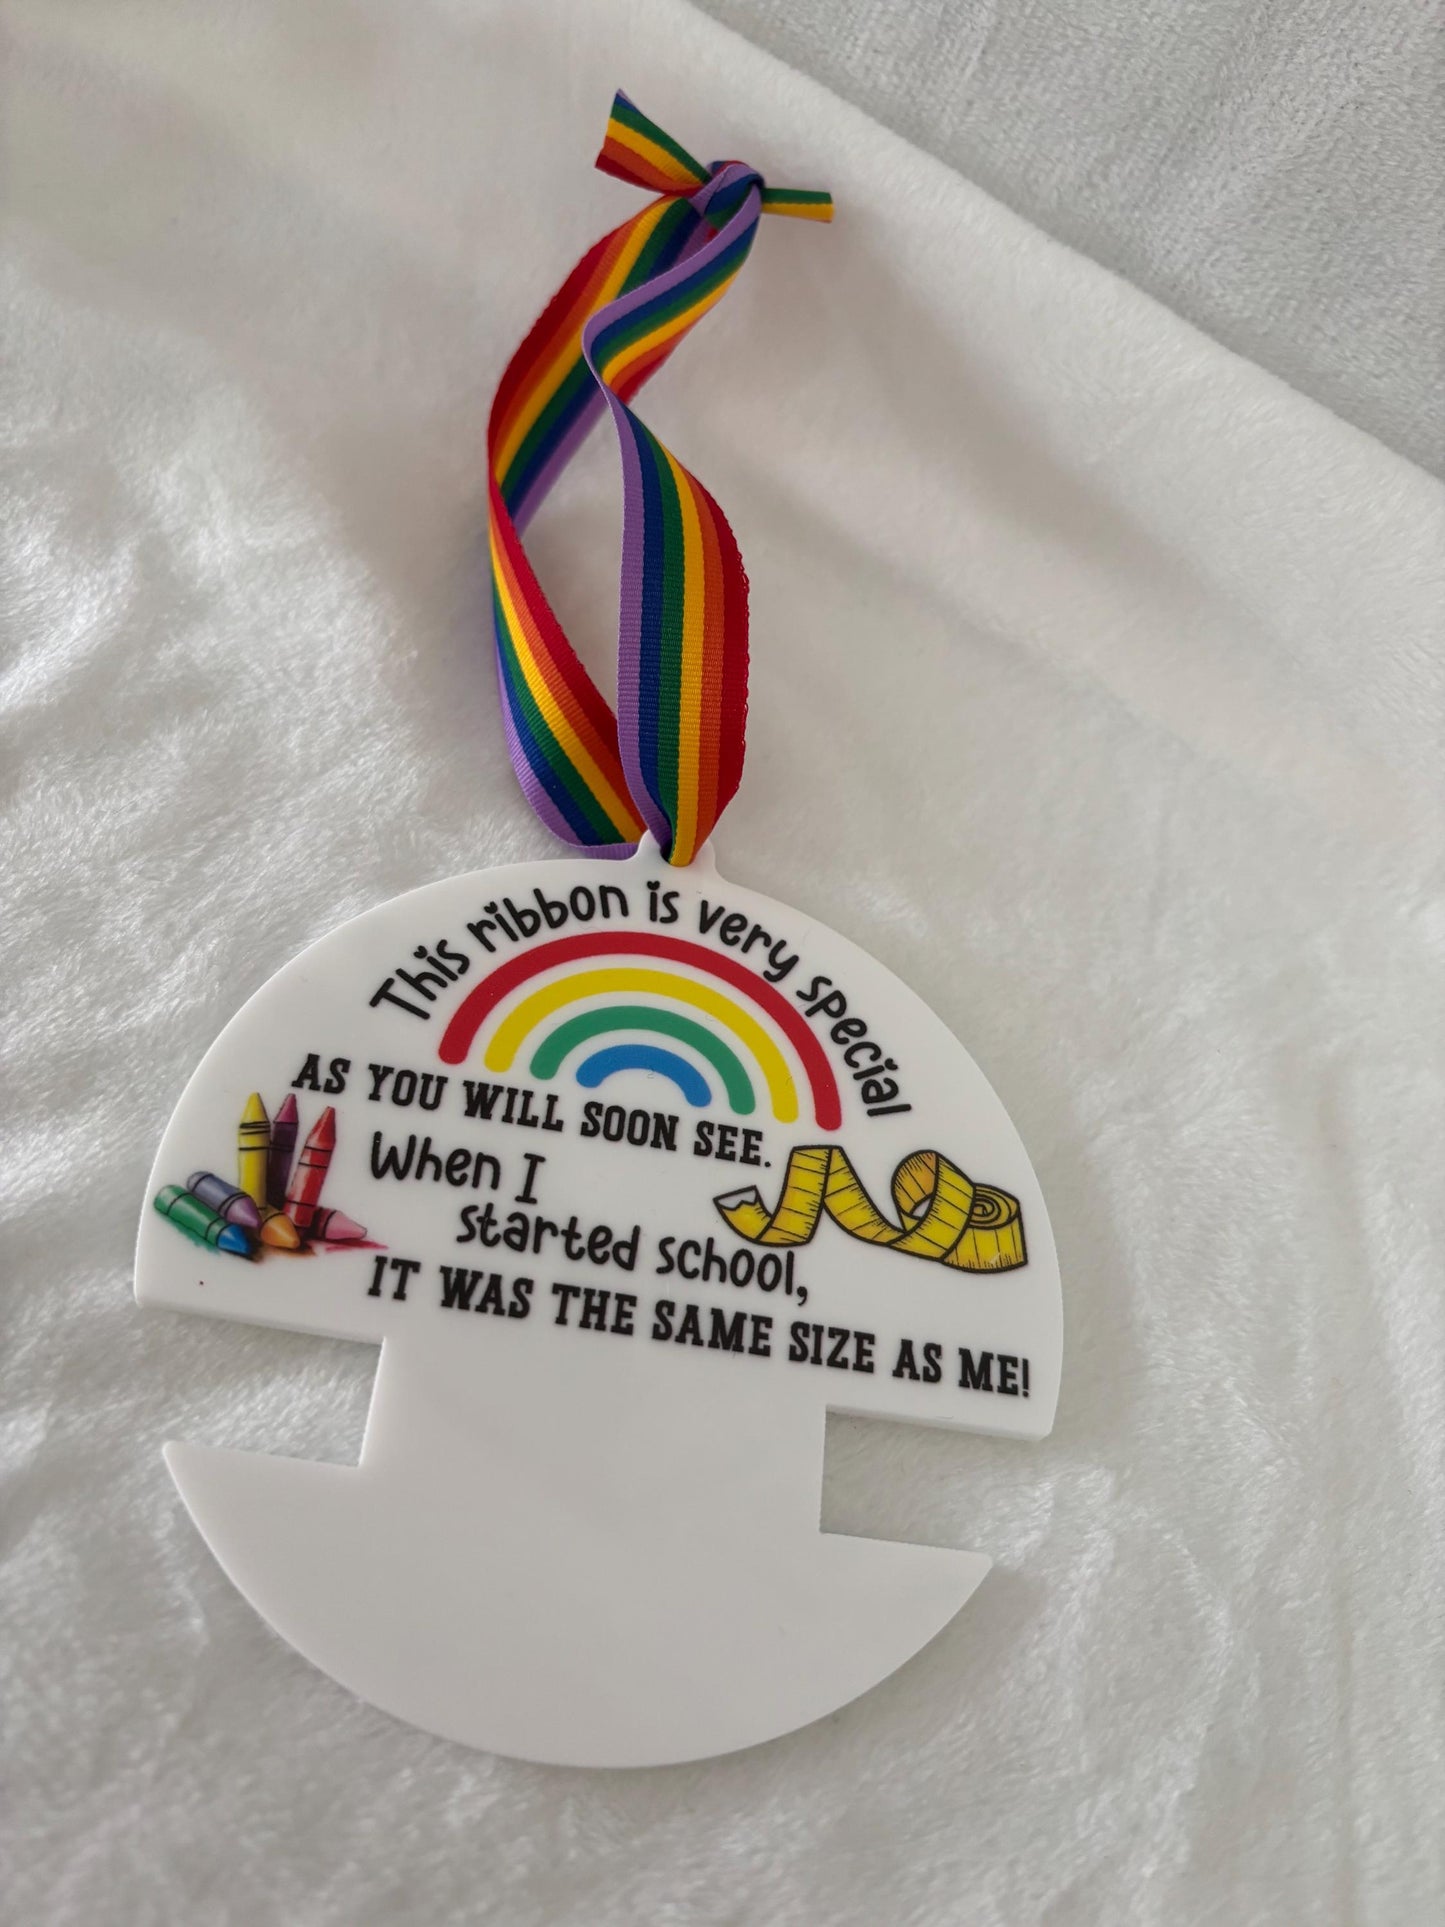 This ribbon is very special
AS YOU WILL SOON SEE.
When I
started school,
IT WAS THE SAME SIZE AS ME!